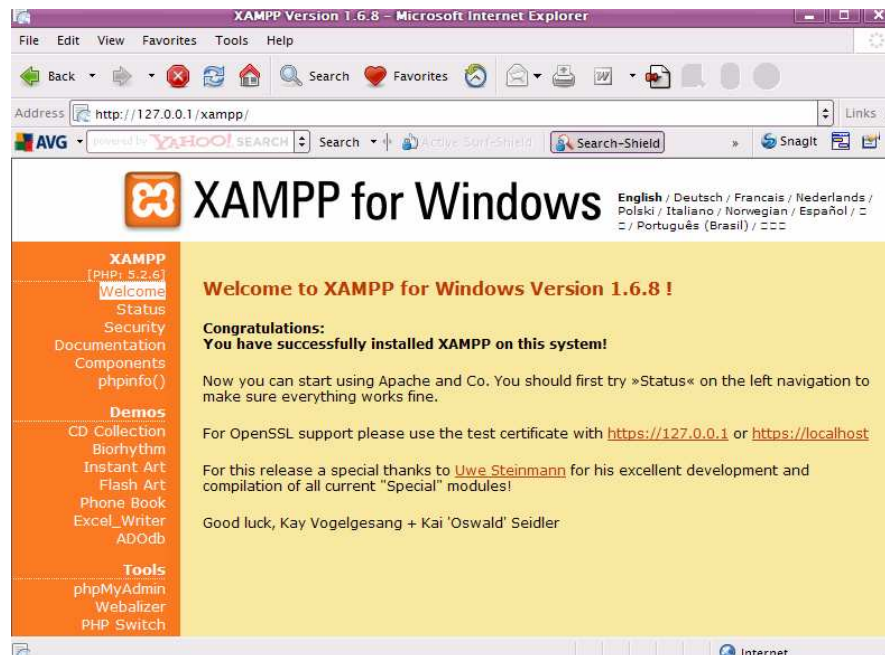 XAMPP Version 1.6.8 - Microsoft Internet Explorer
File Edit View Favorites Tools Help
Back Search Favorites
Address http://127.0.0.1/xampp/ Links
AVG powered by YAHOO! SEARCH Search Active Surf-Shield Search-Shield » SnagIt
XAMPP for Windows
English / Deutsch / Francais / Nederlands /
Polski / Italiano / Norwegian / Español / □
□ / Português (Brasil) / □□□
XAMPP
[PHP: 5.2.6]
Welcome
Status
Security
Documentation
Components
phpinfo()
Demos
CD Collection
Biorhythm
Instant Art
Flash Art
Phone Book
Excel_Writer
ADOdb
Tools
phpMyAdmin
Webalizer
PHP Switch
Welcome to XAMPP for Windows Version 1.6.8 !
Congratulations:
You have successfully installed XAMPP on this system!
Now you can start using Apache and Co. You should first try »Status« on the left navigation to
make sure everything works fine.
For OpenSSL support please use the test certificate with https://127.0.0.1 or https://localhost
For this release a special thanks to Uwe Steinmann for his excellent development and
compilation of all current "Special" modules!
Good luck, Kay Vogelgesang + Kai 'Oswald' Seidler
Internet